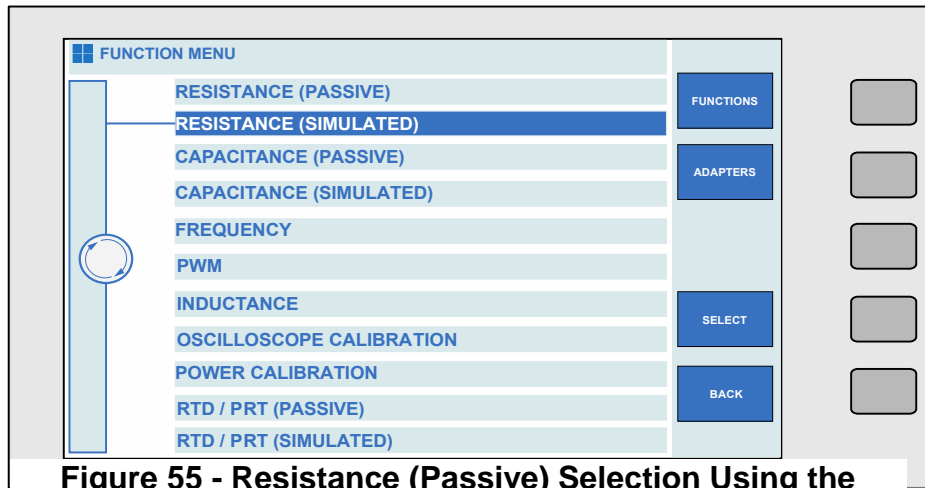 FUNCTION MENU
RESISTANCE (PASSIVE)
RESISTANCE (SIMULATED)
CAPACITANCE (PASSIVE)
CAPACITANCE (SIMULATED)
FREQUENCY
PWM
INDUCTANCE
OSCILLOSCOPE CALIBRATION
POWER CALIBRATION
RTD / PRT (PASSIVE)
RTD / PRT (SIMULATED)
FUNCTIONS
ADAPTERS
SELECT
BACK
Figure 55 - Resistance (Passive) Selection Using the